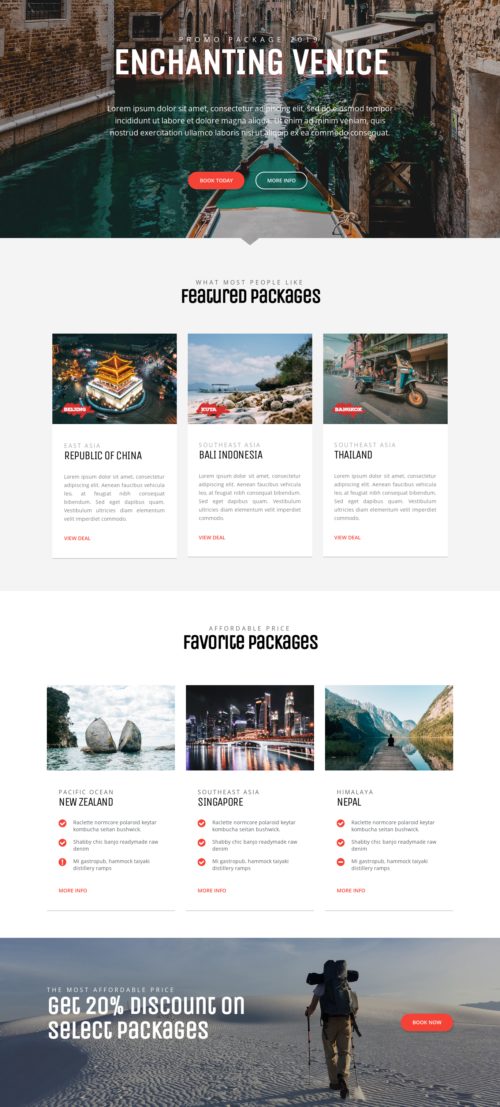 PROMO PACKAGE 2019
ENCHANTING VENICE
Lorem ipsum dolor sit amet, consectetur adipiscing elit, sed do eiusmod tempor
incididunt ut labore et dolore magna aliqua. Ut enim ad minim veniam, quis
nostrud exercitation ullamco laboris nisi ut aliquip ex ea commodo consequat.
BOOK TODAY
MORE INFO
WHAT MOST PEOPLE LIKE
Featured Packages
BEIJING
EAST ASIA
REPUBLIC OF CHINA
Lorem ipsum dolor sit amet, consectetur
adipiscing elit. Aenean faucibus vehicula
leo, at feugiat nibh consequat
bibendum. Sed eget dapibus quam.
Vestibulum ultricies diam elementum
velit imperdiet commodo.
VIEW DEAL
KUTA
SOUTHEAST ASIA
BALI INDONESIA
Lorem ipsum dolor sit amet, consectetur
adipiscing elit. Aenean faucibus vehicula
leo, at feugiat nibh consequat
bibendum. Sed eget dapibus quam. Vestibulum
ultricies diam elementum velit imperdiet
commodo.
VIEW DEAL
BANGKOK
SOUTHEAST ASIA
THAILAND
Lorem ipsum dolor sit amet, consectetur
adipiscing elit. Aenean faucibus vehicula
leo, at feugiat nibh consequat
bibendum. Sed eget dapibus quam. Vestibulum
ultricies diam elementum velit imperdiet
commodo.
VIEW DEAL
AFFORDABLE PRICE
Favorite Packages
PACIFIC OCEAN
NEW ZEALAND
Raclette normcore polaroid keytar
kombucha seitan bushwick.
Shabby chic banjo readymade raw
denim
Mi gastropub, hammock taiyaki
distillery ramps
MORE INFO
SOUTHEAST ASIA
SINGAPORE
Raclette normcore polaroid keytar
kombucha seitan bushwick.
Shabby chic banjo readymade raw
denim
Mi gastropub, hammock taiyaki
distillery ramps
MORE INFO
HIMALAYA
NEPAL
Raclette normcore polaroid keytar
kombucha seitan bushwick.
Shabby chic banjo readymade raw
denim
Mi gastropub, hammock taiyaki
distillery ramps
MORE INFO
THE MOST AFFORDABLE PRICE
Get 20% Discount On
Select Packages
BOOK NOW